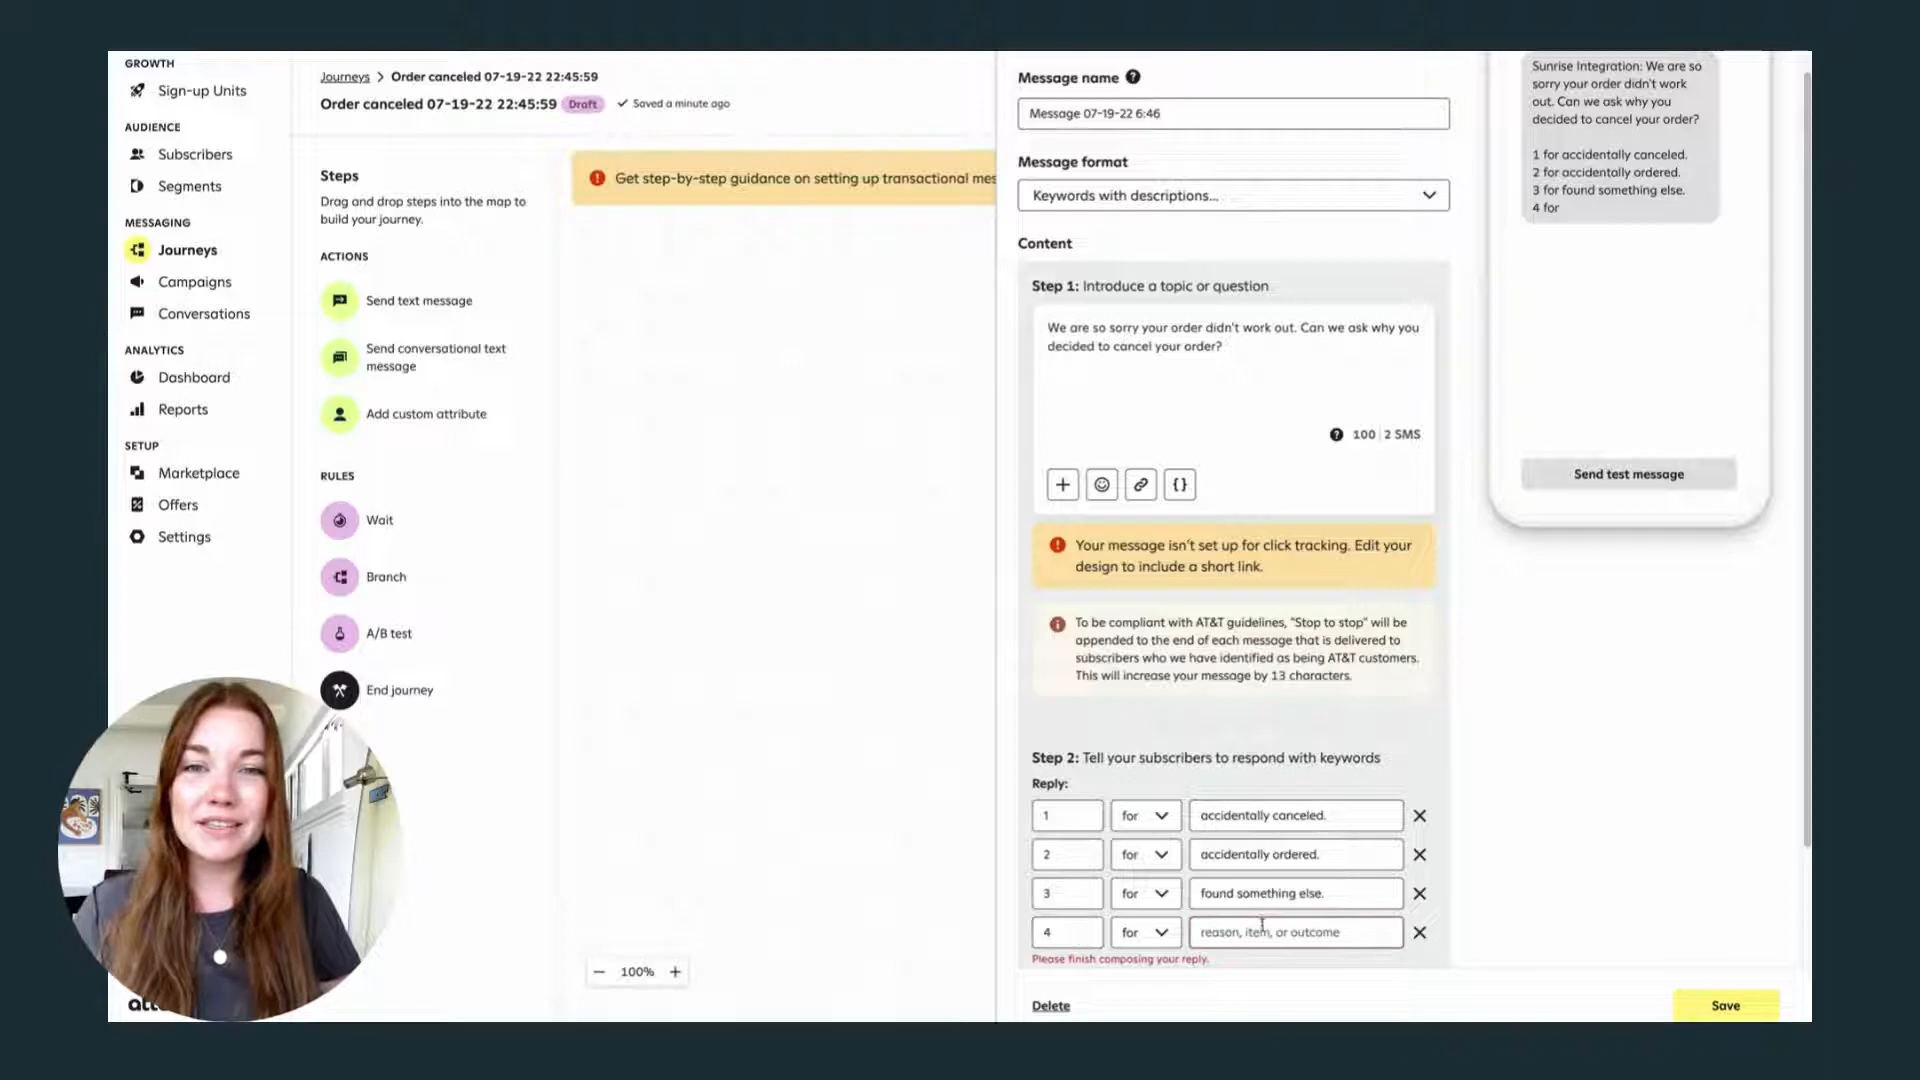 GROWTH
Sign-up Units
AUDIENCE
Subscribers
Segments
MESSAGING
Journeys
Campaigns
Conversations
ANALYTICS
Dashboard
Reports
SETUP
Marketplace
Offers
Settings
Journeys > Order canceled 07-19-22 22:45:59
Order canceled 07-19-22 22:45:59 Draft ✓ Saved a minute ago
Steps
Drag and drop steps into the map to
build your journey.
ACTIONS
Send text message
Send conversational text
message
Add custom attribute
RULES
Wait
Branch
A/B test
End journey
Get step-by-step guidance on setting up transactional mes
− 100% +
Message name
Message 07-19-22 6:46
Message format
Keywords with descriptions...
Content
Step 1: Introduce a topic or question
We are so sorry your order didn't work out. Can we ask why you
decided to cancel your order?
100 | 2 SMS
{}
Your message isn't set up for click tracking. Edit your
design to include a short link.
To be compliant with AT&T guidelines, "Stop to stop" will be
appended to the end of each message that is delivered to
subscribers who we have identified as being AT&T customers.
This will increase your message by 13 characters.
Step 2: Tell your subscribers to respond with keywords
Reply:
1 for accidentally canceled.
2 for accidentally ordered.
3 for found something else.
4 for reason, item, or outcome
Please finish composing your reply.
Delete
Save
Sunrise Integration: We are so
sorry your order didn't work
out. Can we ask why you
decided to cancel your order?
1 for accidentally canceled.
2 for accidentally ordered.
3 for found something else.
4 for
Send test message